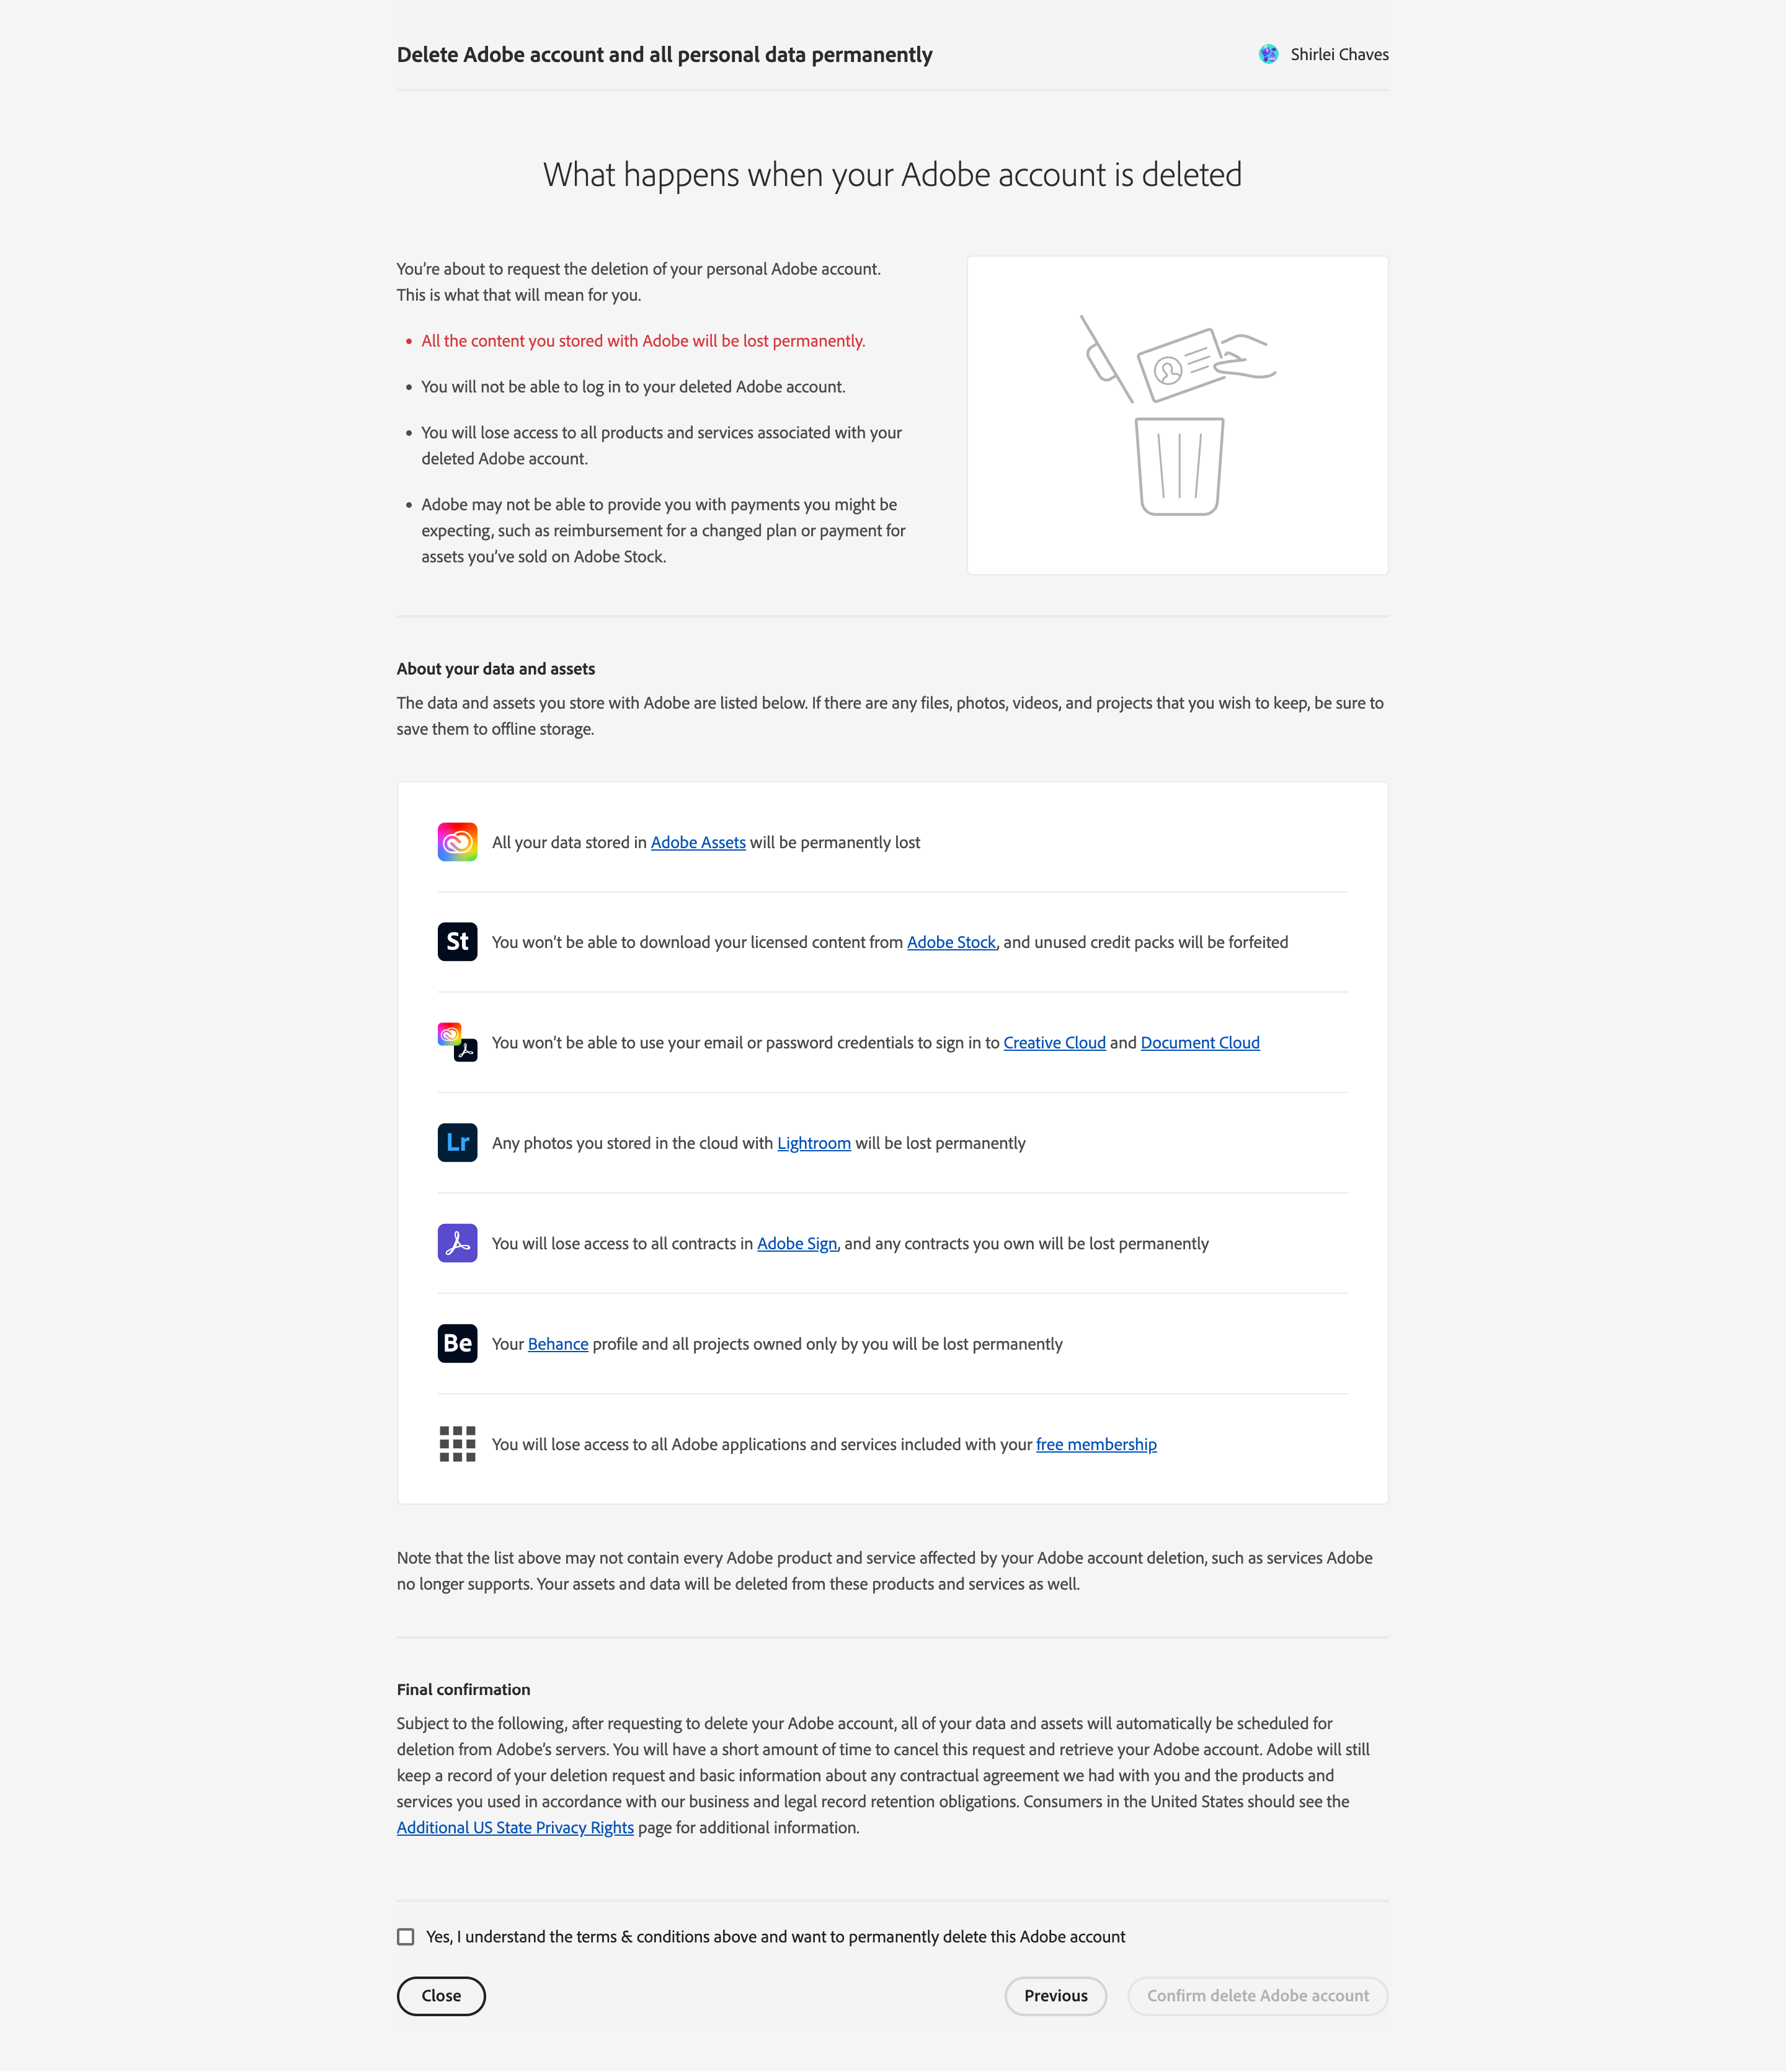 Delete Adobe account and all personal data permanently
Shirlei Chaves
What happens when your Adobe account is deleted
You're about to request the deletion of your personal Adobe account.
This is what that will mean for you.
• All the content you stored with Adobe will be lost permanently.
• You will not be able to log in to your deleted Adobe account.
• You will lose access to all products and services associated with your
deleted Adobe account.
• Adobe may not be able to provide you with payments you might be
expecting, such as reimbursement for a changed plan or payment for
assets you've sold on Adobe Stock.
About your data and assets
The data and assets you store with Adobe are listed below. If there are any files, photos, videos, and projects that you wish to keep, be sure to
save them to offline storage.
All your data stored in Adobe Assets will be permanently lost
St You won't be able to download your licensed content from Adobe Stock, and unused credit packs will be forfeited
You won't be able to use your email or password credentials to sign in to Creative Cloud and Document Cloud
Lr Any photos you stored in the cloud with Lightroom will be lost permanently
You will lose access to all contracts in Adobe Sign, and any contracts you own will be lost permanently
Be Your Behance profile and all projects owned only by you will be lost permanently
You will lose access to all Adobe applications and services included with your free membership
Note that the list above may not contain every Adobe product and service affected by your Adobe account deletion, such as services Adobe
no longer supports. Your assets and data will be deleted from these products and services as well.
Final confirmation
Subject to the following, after requesting to delete your Adobe account, all of your data and assets will automatically be scheduled for
deletion from Adobe's servers. You will have a short amount of time to cancel this request and retrieve your Adobe account. Adobe will still
keep a record of your deletion request and basic information about any contractual agreement we had with you and the products and
services you used in accordance with our business and legal record retention obligations. Consumers in the United States should see the
Additional US State Privacy Rights page for additional information.
Yes, I understand the terms & conditions above and want to permanently delete this Adobe account
Close
Previous
Confirm delete Adobe account